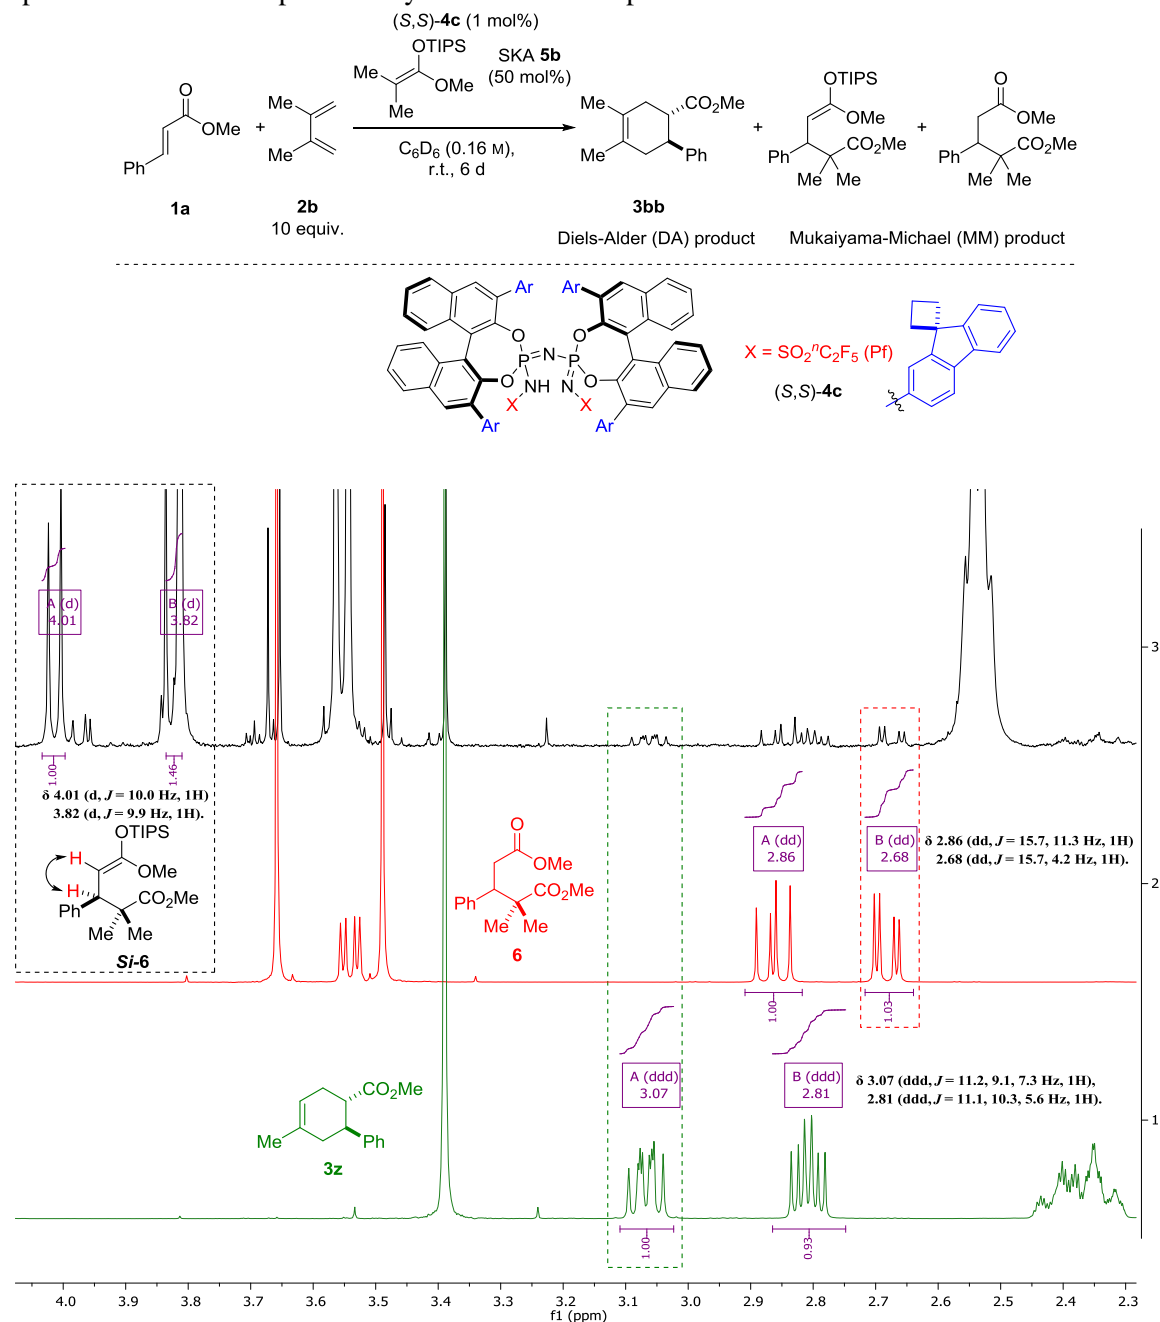 (S,S)-4c (1 mol%)
OTIPS
Me
OMe
Me
SKA 5b
(50 mol%)
O
OMe
Ph
1a
+
Me
Me
2b
10 equiv.
C6D6 (0.16 M),
r.t., 6 d
Me
Me
CO2Me
Ph
3bb
+
OTIPS
OMe
Ph
CO2Me
Me Me
+
O
OMe
Ph
CO2Me
Me Me
Diels-Alder (DA) product
Mukaiyama-Michael (MM) product
Ar
Ar
O
O
P=N-P
O
O
NH
N
X
X
Ar
Ar
X = SO2nC2F5 (Pf)
(S,S)-4c
A (d)
4.01
B (d)
3.82
1.00
1.46
δ 4.01 (d, J = 10.0 Hz, 1H)
3.82 (d, J = 9.9 Hz, 1H).
OTIPS
H
OMe
H
Ph
CO2Me
Me Me
Si-6
O
OMe
Ph
CO2Me
Me Me
6
A (dd)
2.86
B (dd)
2.68
δ 2.86 (dd, J = 15.7, 11.3 Hz, 1H)
2.68 (dd, J = 15.7, 4.2 Hz, 1H).
1.00
1.03
CO2Me
Me
Ph
3z
A (ddd)
3.07
B (ddd)
2.81
δ 3.07 (ddd, J = 11.2, 9.1, 7.3 Hz, 1H),
2.81 (ddd, J = 11.1, 10.3, 5.6 Hz, 1H).
1.00
0.93
3
2
1
4.0 3.9 3.8 3.7 3.6 3.5 3.4 3.3 3.2 3.1 3.0 2.9 2.8 2.7 2.6 2.5 2.4 2.3
f1 (ppm)